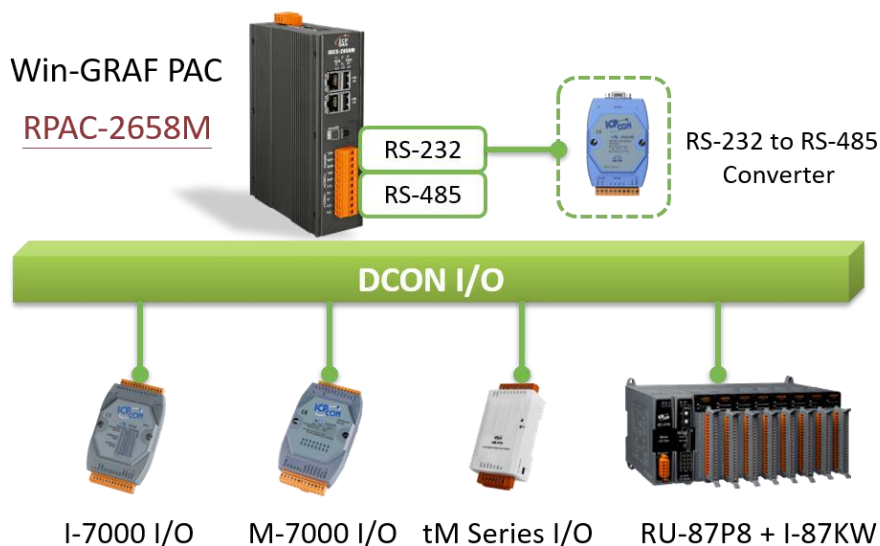 Win-GRAF PAC
RPAC-2658M
RS-232
RS-485
RS-232 to RS-485
Converter
DCON I/O
I-7000 I/O
M-7000 I/O
tM Series I/O
RU-87P8 + I-87KW